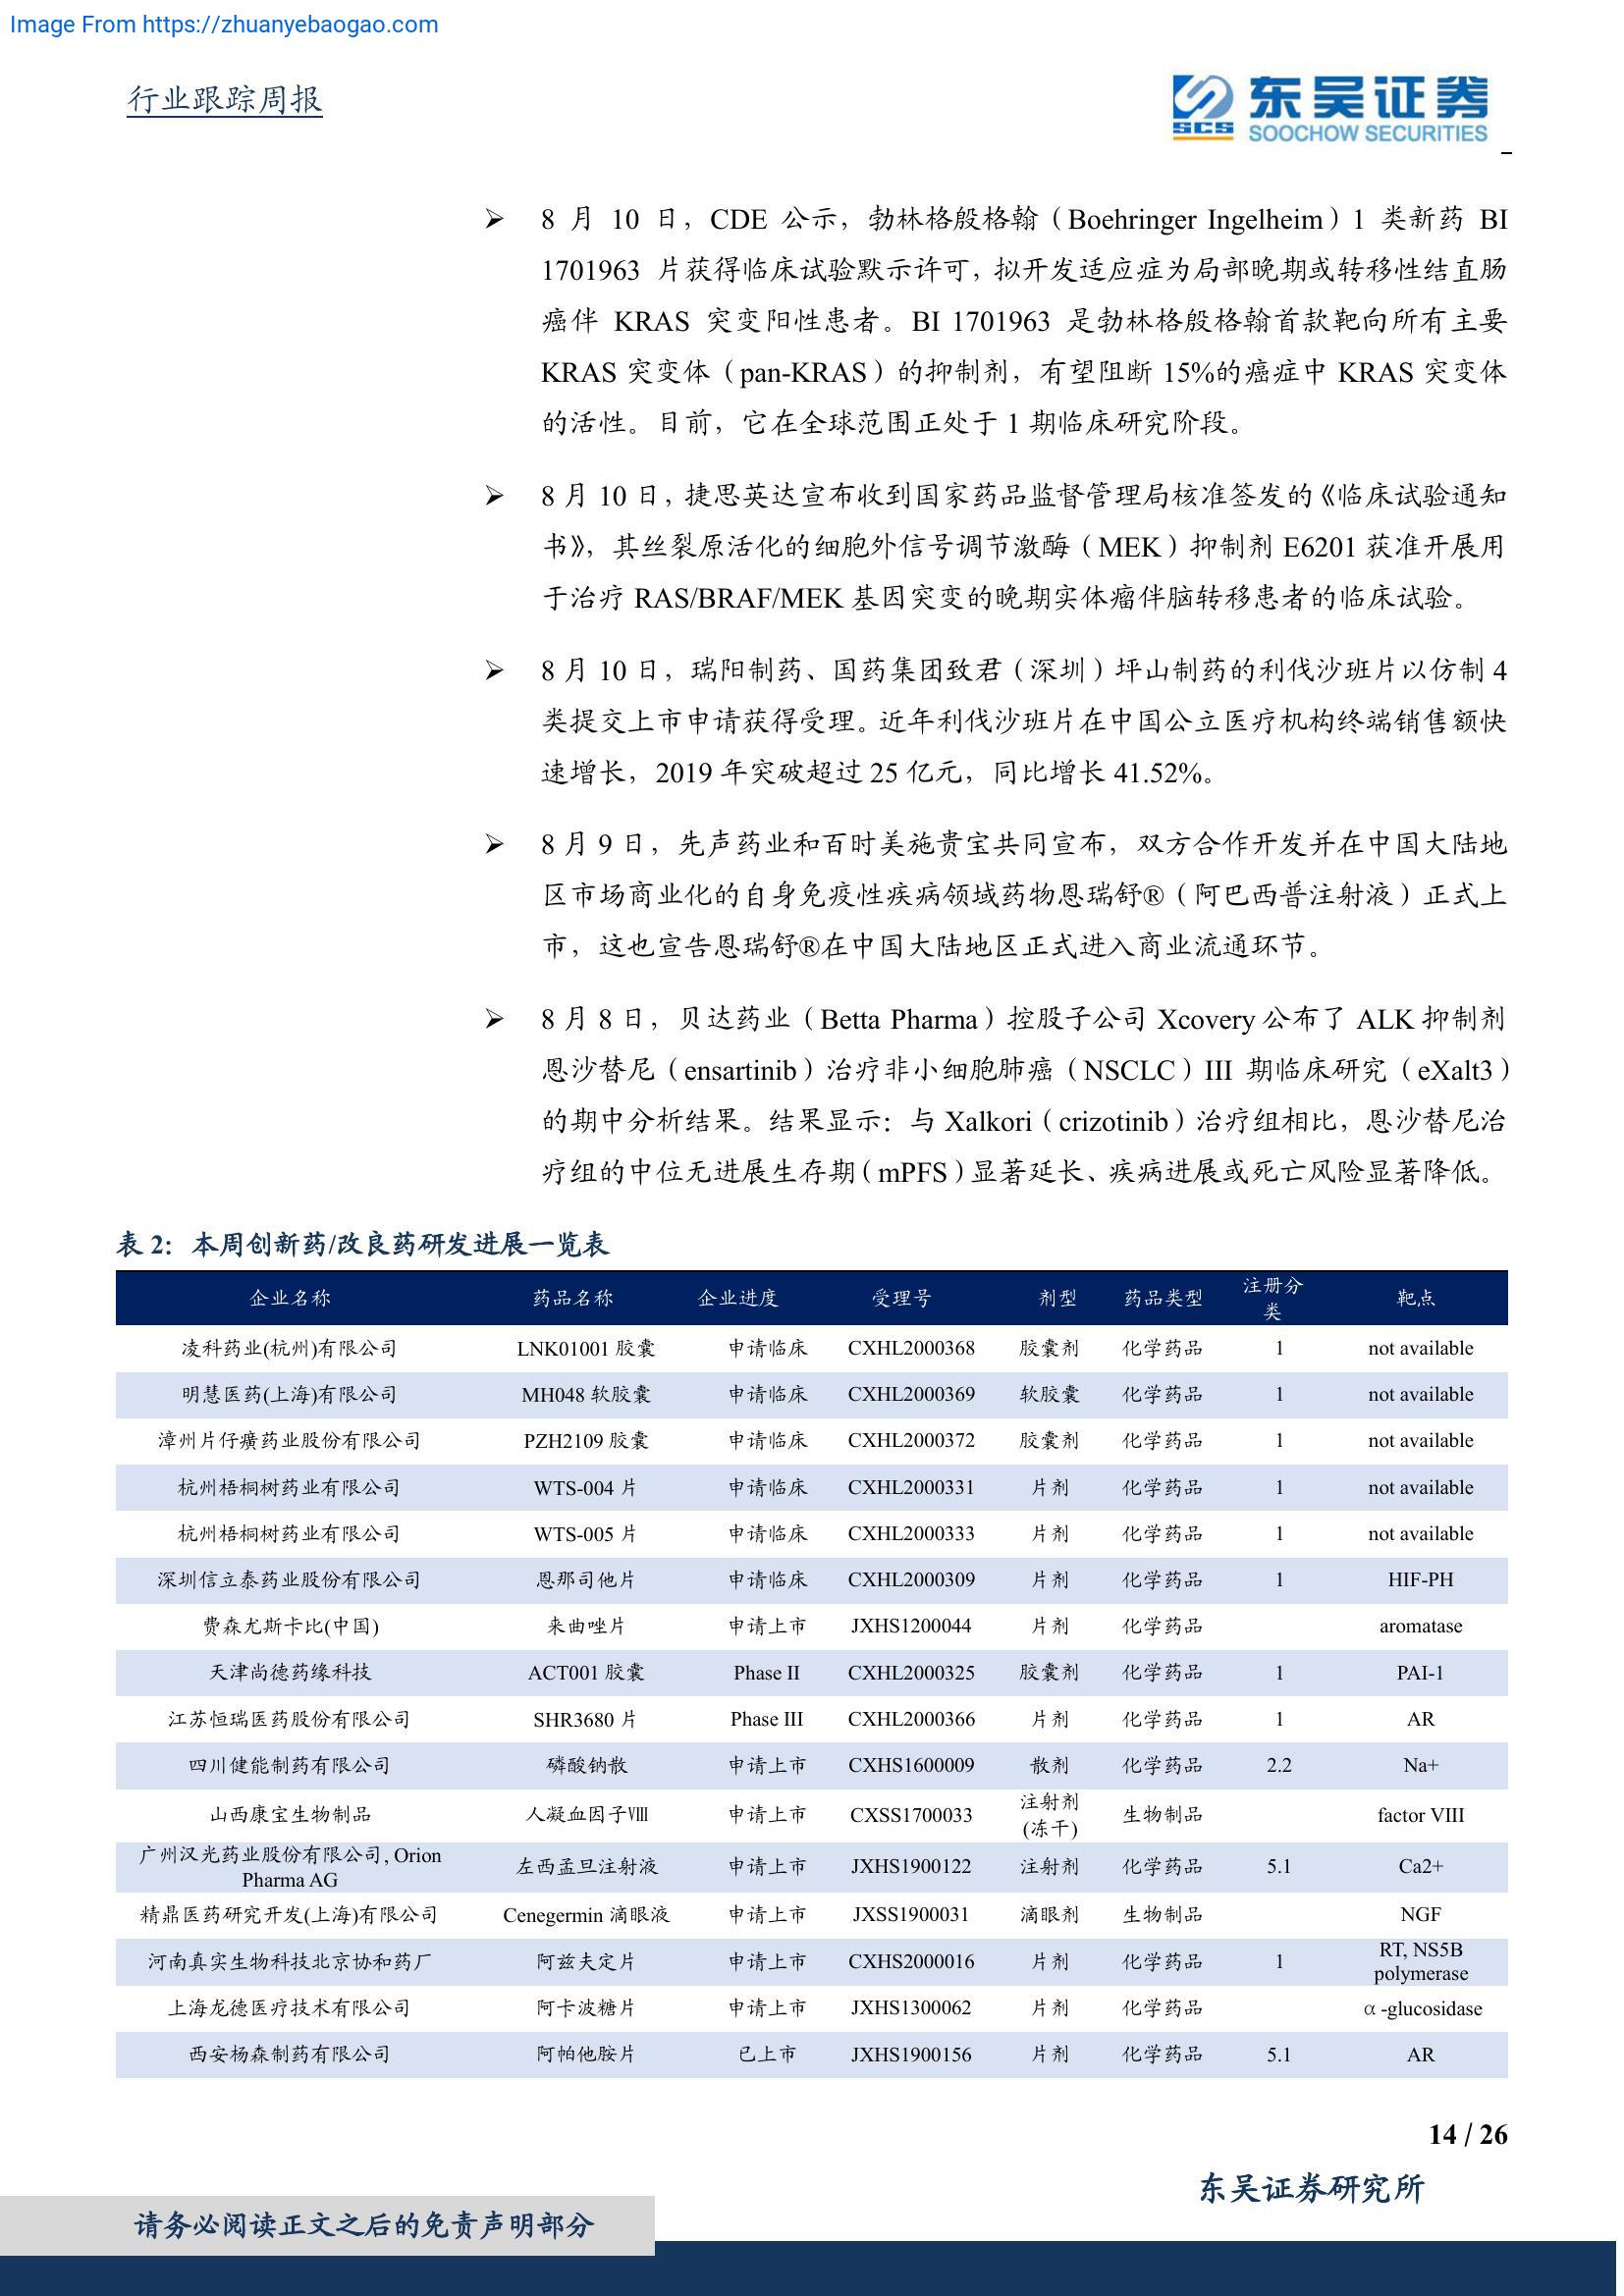 Image From https://zhuanyebaogao.com
行业跟踪周报
东吴证券
SCS SOOCHOW SECURITIES
➢ 8 月 10 日，CDE 公示，勃林格殷格翰（Boehringer Ingelheim）1 类新药 BI
1701963 片获得临床试验默示许可，拟开发适应症为局部晚期或转移性结直肠
癌伴 KRAS 突变阳性患者。BI 1701963 是勃林格殷格翰首款靶向所有主要
KRAS 突变体（pan-KRAS）的抑制剂，有望阻断 15%的癌症中 KRAS 突变体
的活性。目前，它在全球范围正处于 1 期临床研究阶段。
➢ 8 月 10 日，捷思英达宣布收到国家药品监督管理局核准签发的《临床试验通知
书》，其丝裂原活化的细胞外信号调节激酶（MEK）抑制剂 E6201 获准开展用
于治疗 RAS/BRAF/MEK 基因突变的晚期实体瘤伴脑转移患者的临床试验。
➢ 8 月 10 日，瑞阳制药、国药集团致君（深圳）坪山制药的利伐沙班片以仿制 4
类提交上市申请获得受理。近年利伐沙班片在中国公立医疗机构终端销售额快
速增长，2019 年突破超过 25 亿元，同比增长 41.52%。
➢ 8 月 9 日，先声药业和百时美施贵宝共同宣布，双方合作开发并在中国大陆地
区市场商业化的自身免疫性疾病领域药物恩瑞舒®（阿巴西普注射液）正式上
市，这也宣告恩瑞舒®在中国大陆地区正式进入商业流通环节。
➢ 8 月 8 日，贝达药业（Betta Pharma）控股子公司 Xcovery 公布了 ALK 抑制剂
恩沙替尼（ensartinib）治疗非小细胞肺癌（NSCLC）III 期临床研究（eXalt3）
的期中分析结果。结果显示：与 Xalkori（crizotinib）治疗组相比，恩沙替尼治
疗组的中位无进展生存期（mPFS）显著延长、疾病进展或死亡风险显著降低。
表 2：本周创新药/改良药研发进展一览表
企业名称 药品名称 企业进度 受理号 剂型 药品类型 注册分类 靶点
凌科药业(杭州)有限公司 LNK01001 胶囊 申请临床 CXHL2000368 胶囊剂 化学药品 1 not available
明慧医药(上海)有限公司 MH048 软胶囊 申请临床 CXHL2000369 软胶囊 化学药品 1 not available
漳州片仔癀药业股份有限公司 PZH2109 胶囊 申请临床 CXHL2000372 胶囊剂 化学药品 1 not available
杭州梧桐树药业有限公司 WTS-004 片 申请临床 CXHL2000331 片剂 化学药品 1 not available
杭州梧桐树药业有限公司 WTS-005 片 申请临床 CXHL2000333 片剂 化学药品 1 not available
深圳信立泰药业股份有限公司 恩那司他片 申请临床 CXHL2000309 片剂 化学药品 1 HIF-PH
费森尤斯卡比(中国) 来曲唑片 申请上市 JXHS1200044 片剂 化学药品 aromatase
天津尚德药缘科技 ACT001 胶囊 Phase II CXHL2000325 胶囊剂 化学药品 1 PAI-1
江苏恒瑞医药股份有限公司 SHR3680 片 Phase III CXHL2000366 片剂 化学药品 1 AR
四川健能制药有限公司 磷酸钠散 申请上市 CXHS1600009 散剂 化学药品 2.2 Na+
山西康宝生物制品 人凝血因子Ⅷ 申请上市 CXSS1700033 注射剂(冻干) 生物制品 factor VIII
广州汉光药业股份有限公司, Orion Pharma AG 左西孟旦注射液 申请上市 JXHS1900122 注射剂 化学药品 5.1 Ca2+
精鼎医药研究开发(上海)有限公司 Cenegermin 滴眼液 申请上市 JXSS1900031 滴眼剂 生物制品 NGF
河南真实生物科技北京协和药厂 阿兹夫定片 申请上市 CXHS2000016 片剂 化学药品 1 RT, NS5B polymerase
上海龙德医疗技术有限公司 阿卡波糖片 申请上市 JXHS1300062 片剂 化学药品 α-glucosidase
西安杨森制药有限公司 阿帕他胺片 已上市 JXHS1900156 片剂 化学药品 5.1 AR
14 / 26
东吴证券研究所
请务必阅读正文之后的免责声明部分